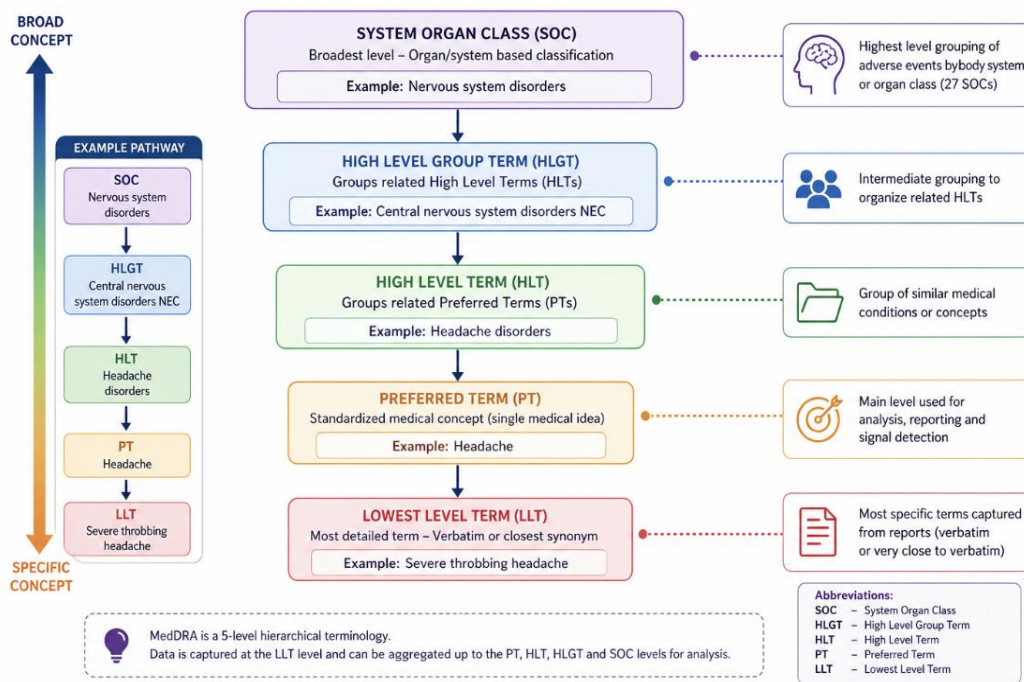 BROAD
CONCEPT
EXAMPLE PATHWAY
SOC
Nervous system
disorders
HLGT
Central nervous
system disorders NEC
HLT
Headache
disorders
PT
Headache
LLT
Severe throbbing
headache
SPECIFIC
CONCEPT
SYSTEM ORGAN CLASS (SOC)
Broadest level – Organ/system based classification
Example: Nervous system disorders
Highest level grouping of
adverse events bybody system
or organ class (27 SOCs)
HIGH LEVEL GROUP TERM (HLGT)
Groups related High Level Terms (HLTs)
Example: Central nervous system disorders NEC
Intermediate grouping to
organize related HLTs
HIGH LEVEL TERM (HLT)
Groups related Preferred Terms (PTs)
Example: Headache disorders
Group of similar medical
conditions or concepts
PREFERRED TERM (PT)
Standardized medical concept (single medical idea)
Example: Headache
Main level used for
analysis, reporting and
signal detection
LOWEST LEVEL TERM (LLT)
Most detailed term – Verbatim or closest synonym
Example: Severe throbbing headache
Most specific terms captured
from reports (verbatim
or very close to verbatim)
MedDRA is a 5-level hierarchical terminology.
Data is captured at the LLT level and can be aggregated up to the PT, HLT, HLGT and SOC levels for analysis.
Abbreviations:
SOC – System Organ Class
HLGT – High Level Group Term
HLT – High Level Term
PT – Preferred Term
LLT – Lowest Level Term